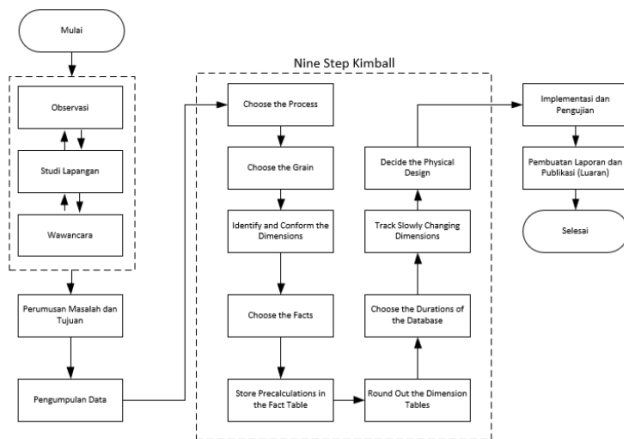 Mulai
Observasi
Studi Lapangan
Wawancara
Perumusan Masalah dan
Tujuan
Pengumpulan Data
Nine Step Kimball
Choose the Process
Choose the Grain
Identify and Conform the
Dimensions
Choose the Facts
Store Precalculations in
the Fact Table
Round Out the Dimension
Tables
Choose the Durations of
the Database
Track Slowly Changing
Dimensions
Decide the Physical
Design
Implementasi dan
Pengujian
Pembuatan Laporan dan
Publikasi (Luaran)
Selesai